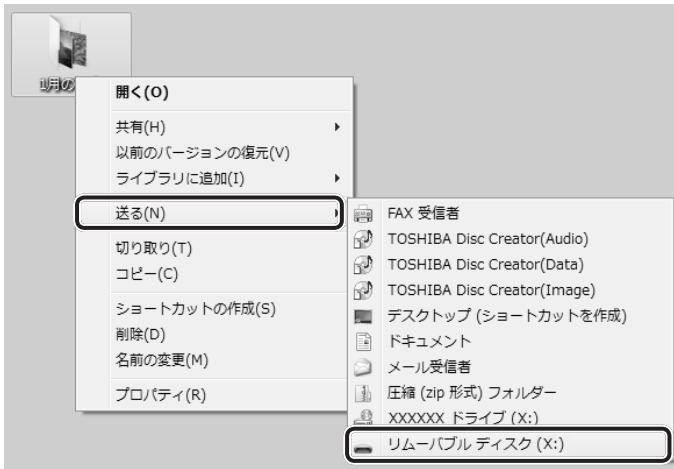 1月の
開く(O)
共有(H)
以前のバージョンの復元(V)
ライブラリに追加(I)
送る(N)
切り取り(T)
コピー(C)
ショートカットの作成(S)
削除(D)
名前の変更(M)
プロパティ(R)
FAX 受信者
TOSHIBA Disc Creator(Audio)
TOSHIBA Disc Creator(Data)
TOSHIBA Disc Creator(Image)
デスクトップ (ショートカットを作成)
ドキュメント
メール受信者
圧縮 (zip 形式) フォルダー
XXXXXX ドライブ (X:)
リムーバブル ディスク (X:)